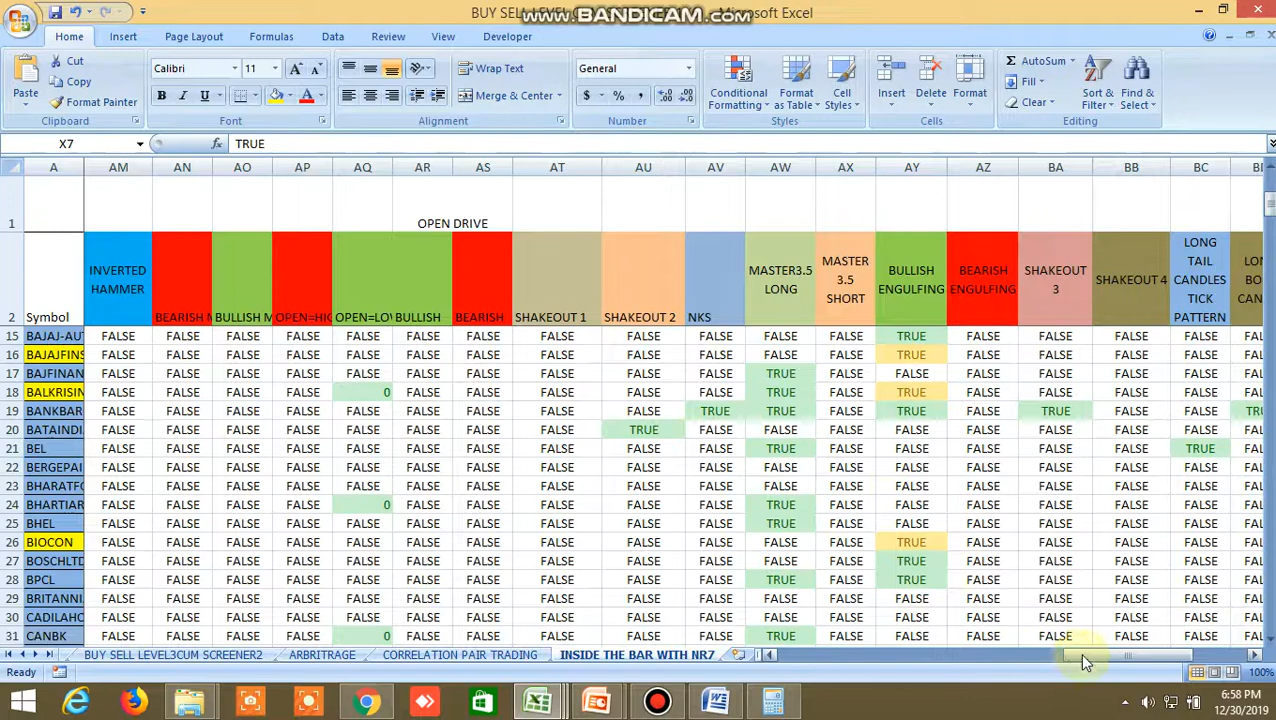 BUY SELL LEVEL Microsoft Excel
www.BANDICAM.com
Home Insert Page Layout Formulas Data Review View Developer
Paste Cut Copy Format Painter Clipboard
Calibri 11 Font
Wrap Text Merge & Center Alignment
General Number
Conditional Formatting Format as Table Cell Styles Styles
Insert Delete Format Cells
AutoSum Fill Clear Sort & Filter Find & Select Editing
X7 fx TRUE
A AM AN AO AP AQ AR AS AT AU AV AW AX AY AZ BA BB BC
1 OPEN DRIVE
2 Symbol INVERTED HAMMER BEARISH BULLISH OPEN=HIG OPEN=LO BULLISH BEARISH SHAKEOUT 1 SHAKEOUT 2 NKS MASTER3.5 LONG MASTER 3.5 SHORT BULLISH ENGULFING BEARISH ENGULFING SHAKEOUT 3 SHAKEOUT 4 LONG TAIL CANDLES TICK PATTERN
15 BAJAJ-AUT FALSE FALSE FALSE FALSE FALSE FALSE FALSE FALSE FALSE FALSE FALSE FALSE TRUE FALSE FALSE FALSE FALSE FAL
16 BAJAJFINS FALSE FALSE FALSE FALSE FALSE FALSE FALSE FALSE FALSE FALSE FALSE FALSE TRUE FALSE FALSE FALSE FALSE FAL
17 BAJFINAN FALSE FALSE FALSE FALSE FALSE FALSE FALSE FALSE FALSE FALSE TRUE FALSE FALSE FALSE FALSE FALSE FALSE FAL
18 BALKRISIN FALSE FALSE FALSE FALSE 0 FALSE FALSE FALSE FALSE FALSE TRUE FALSE TRUE FALSE FALSE FALSE FALSE FAL
19 BANKBAR FALSE FALSE FALSE FALSE FALSE FALSE FALSE FALSE FALSE TRUE TRUE FALSE TRUE FALSE TRUE FALSE FALSE TRU
20 BATAINDI FALSE FALSE FALSE FALSE FALSE FALSE FALSE FALSE TRUE FALSE FALSE FALSE FALSE FALSE FALSE FALSE FALSE FAL
21 BEL FALSE FALSE FALSE FALSE FALSE FALSE FALSE FALSE FALSE FALSE TRUE FALSE FALSE FALSE FALSE FALSE TRUE FAL
22 BERGEPAI FALSE FALSE FALSE FALSE FALSE FALSE FALSE FALSE FALSE FALSE FALSE FALSE FALSE FALSE FALSE FALSE FALSE FAL
23 BHARATFO FALSE FALSE FALSE FALSE FALSE FALSE FALSE FALSE FALSE FALSE FALSE FALSE FALSE FALSE FALSE FALSE FALSE FAL
24 BHARTIAR FALSE FALSE FALSE FALSE 0 FALSE FALSE FALSE FALSE FALSE TRUE FALSE FALSE FALSE FALSE FALSE FALSE FAL
25 BHEL FALSE FALSE FALSE FALSE FALSE FALSE FALSE FALSE FALSE FALSE TRUE FALSE FALSE FALSE FALSE FALSE FALSE FAL
26 BIOCON FALSE FALSE FALSE FALSE FALSE FALSE FALSE FALSE FALSE FALSE FALSE FALSE TRUE FALSE FALSE FALSE FALSE FAL
27 BOSCHLTD FALSE FALSE FALSE FALSE FALSE FALSE FALSE FALSE FALSE FALSE FALSE FALSE TRUE FALSE FALSE FALSE FALSE FAL
28 BPCL FALSE FALSE FALSE FALSE FALSE FALSE FALSE FALSE FALSE FALSE TRUE FALSE TRUE FALSE FALSE FALSE FALSE FAL
29 BRITANNI FALSE FALSE FALSE FALSE FALSE FALSE FALSE FALSE FALSE FALSE FALSE FALSE FALSE FALSE FALSE FALSE FALSE FAL
30 CADILAHC FALSE FALSE FALSE FALSE FALSE FALSE FALSE FALSE FALSE FALSE FALSE FALSE FALSE FALSE FALSE FALSE FALSE FAL
31 CANBK FALSE FALSE FALSE FALSE 0 FALSE FALSE FALSE FALSE FALSE TRUE FALSE FALSE FALSE FALSE FALSE FALSE FAL
BUY SELL LEVEL3CUM SCREENER2 ARBRITRAGE CORRELATION PAIR TRADING INSIDE THE BAR WITH NR7
Ready 100%
6:58 PM
12/30/2019